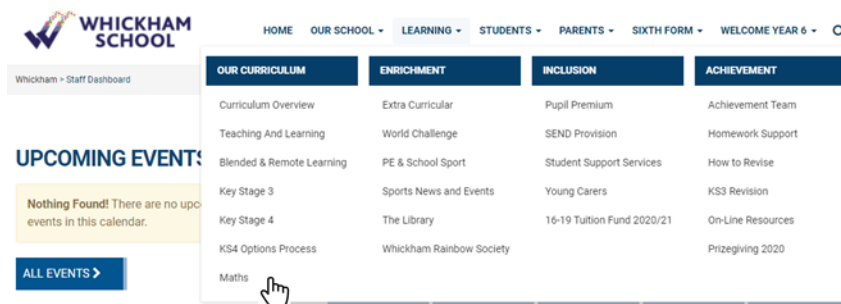 WHICKHAM
SCHOOL
HOME OUR SCHOOL LEARNING STUDENTS PARENTS SIXTH FORM WELCOME YEAR 6
Whickham > Staff Dashboard
UPCOMING EVENTS
Nothing Found! There are no upco
events in this calendar.
ALL EVENTS
OUR CURRICULUM
Curriculum Overview
Teaching And Learning
Blended & Remote Learning
Key Stage 3
Key Stage 4
KS4 Options Process
Maths
ENRICHMENT
Extra Curricular
World Challenge
PE & School Sport
Sports News and Events
The Library
Whickham Rainbow Society
INCLUSION
Pupil Premium
SEND Provision
Student Support Services
Young Carers
16-19 Tuition Fund 2020/21
ACHIEVEMENT
Achievement Team
Homework Support
How to Revise
KS3 Revision
On-Line Resources
Prizegiving 2020